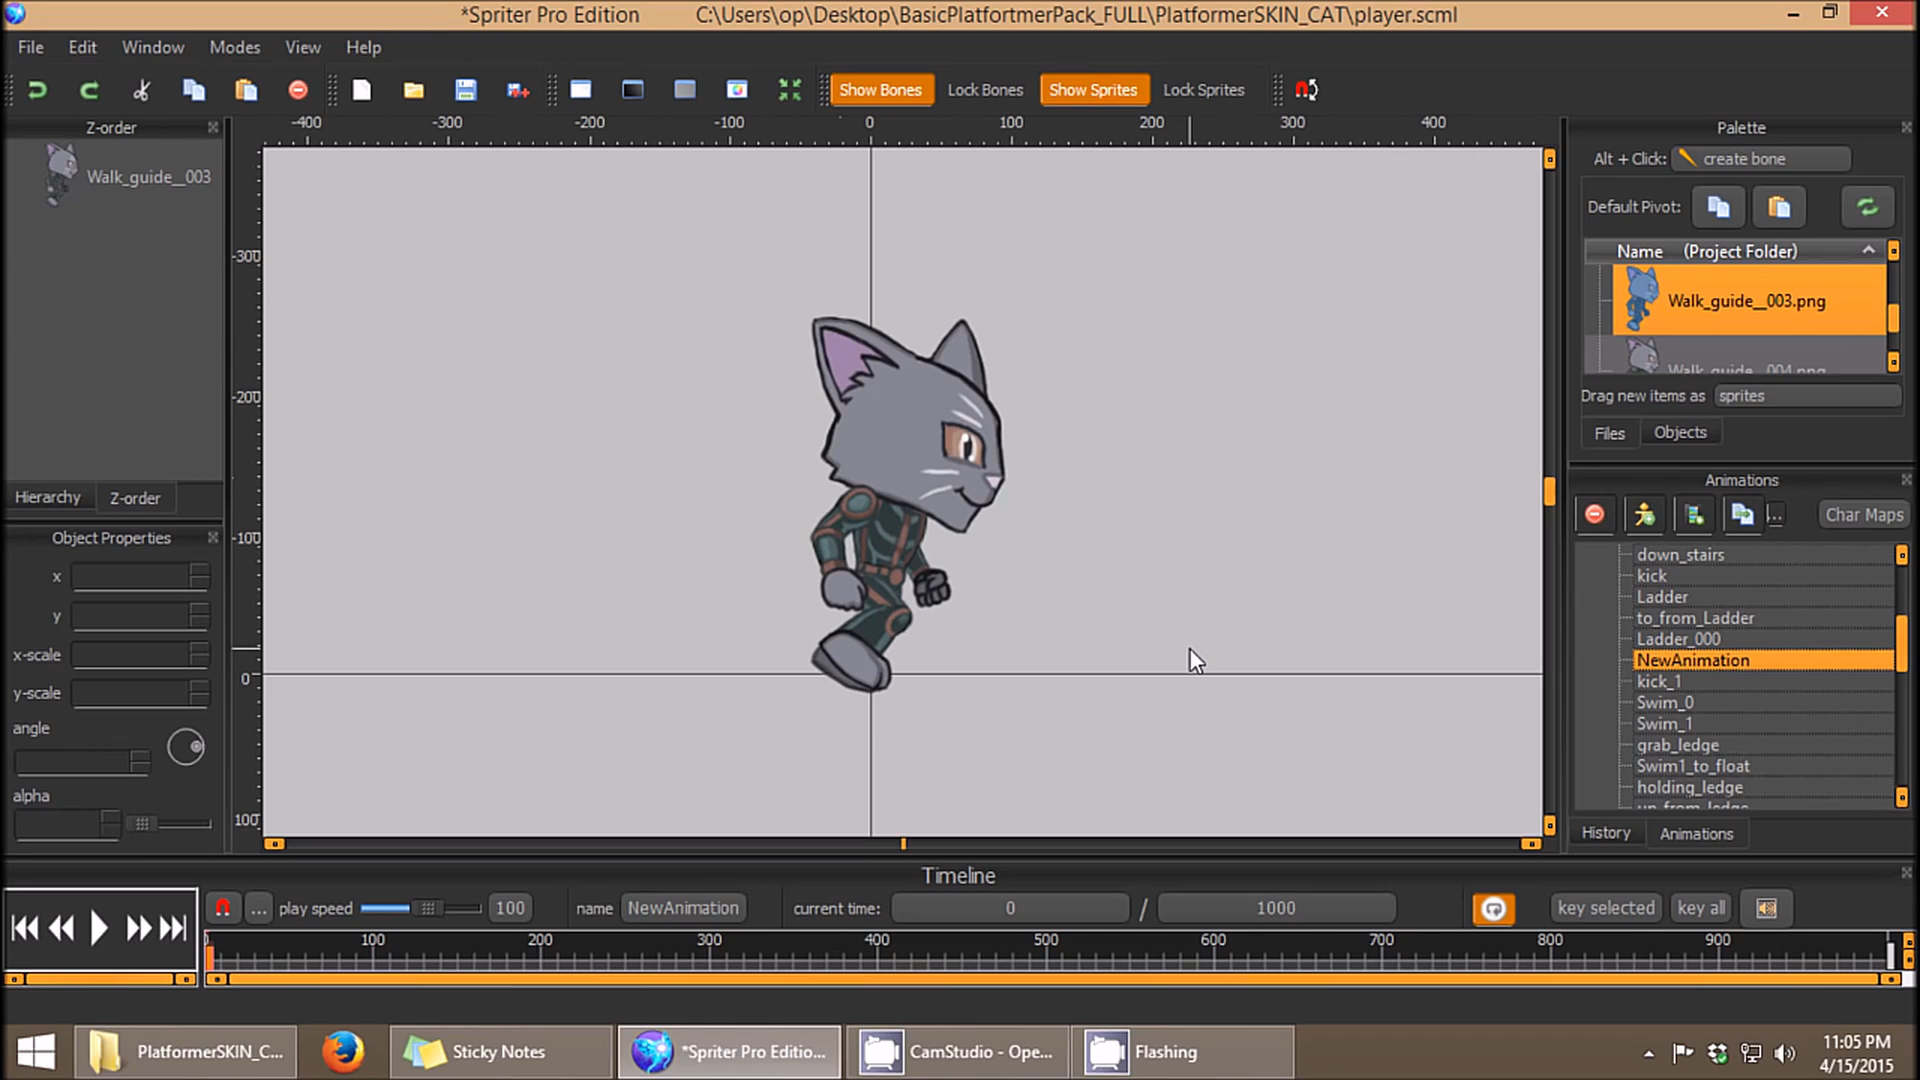 *Spriter Pro Edition C:\Users\op\Desktop\BasicPlatfortmerPack_FULL\PlatformerSKIN_CAT\player.scml
File Edit Window Modes View Help
Show Bones Lock Bones Show Sprites Lock Sprites
Z-order
Walk_guide__003
Hierarchy Z-order
Object Properties
x
y
x-scale
y-scale
angle
alpha
-400 -300 -200 -100 0 100 200 300 400
-300
-200
-100
0
100
Palette
Alt + Click: create bone
Default Pivot:
Name (Project Folder)
Walk_guide__003.png
Walk_guide__004.png
Drag new items as sprites
Files Objects
Animations
... Char Maps
down_stairs
kick
Ladder
to_from_Ladder
Ladder_000
NewAnimation
kick_1
Swim_0
Swim_1
grab_ledge
Swim1_to_float
holding_ledge
up_from_ledge
History Animations
Timeline
... play speed 100 name NewAnimation current time: 0 / 1000 key selected key all
100 200 300 400 500 600 700 800 900
PlatformerSKIN_C... Sticky Notes *Spriter Pro Editio... CamStudio - Ope... Flashing
11:05 PM
4/15/2015